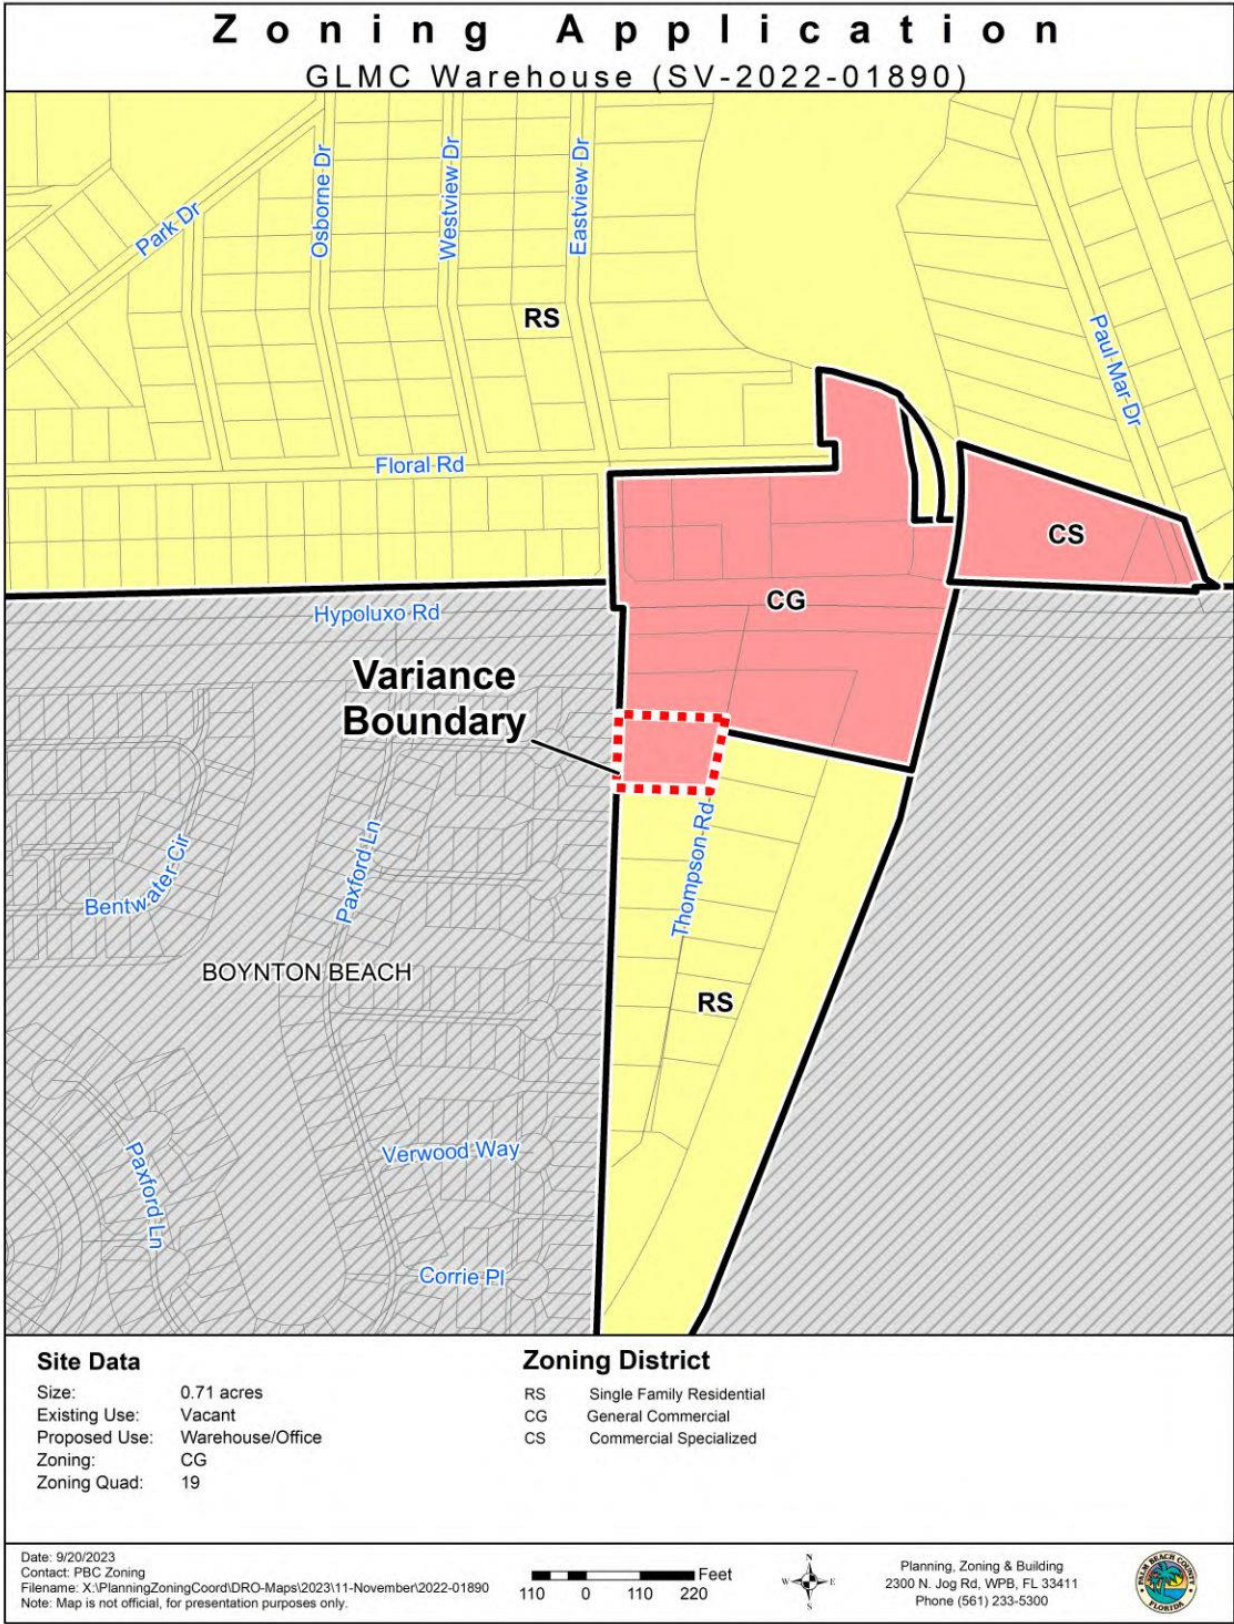 Zoning Application
GLMC Warehouse (SV-2022-01890)
Park Dr
Osborne Dr
Westview Dr
Eastview Dr
RS
Paul Mar Dr
Floral Rd
CS
CG
Hypoluxo Rd
Variance
Boundary
Bentwater Cir
Paxford Ln
Thompson Rd
BOYNTON BEACH
RS
Verwood Way
Paxford Ln
Corrie Pl
Site Data
Size: 0.71 acres
Existing Use: Vacant
Proposed Use: Warehouse/Office
Zoning: CG
Zoning Quad: 19
Zoning District
RS Single Family Residential
CG General Commercial
CS Commercial Specialized
Date: 9/20/2023
Contact: PBC Zoning
Filename: X:\PlanningZoningCoord\DRO-Maps\2023\11-November\2022-01890
Note: Map is not official, for presentation purposes only.
Feet
110 0 110 220
N
W E
S
Planning, Zoning & Building
2300 N. Jog Rd, WPB, FL 33411
Phone (561) 233-5300
PALM BEACH COUNTY
FLORIDA